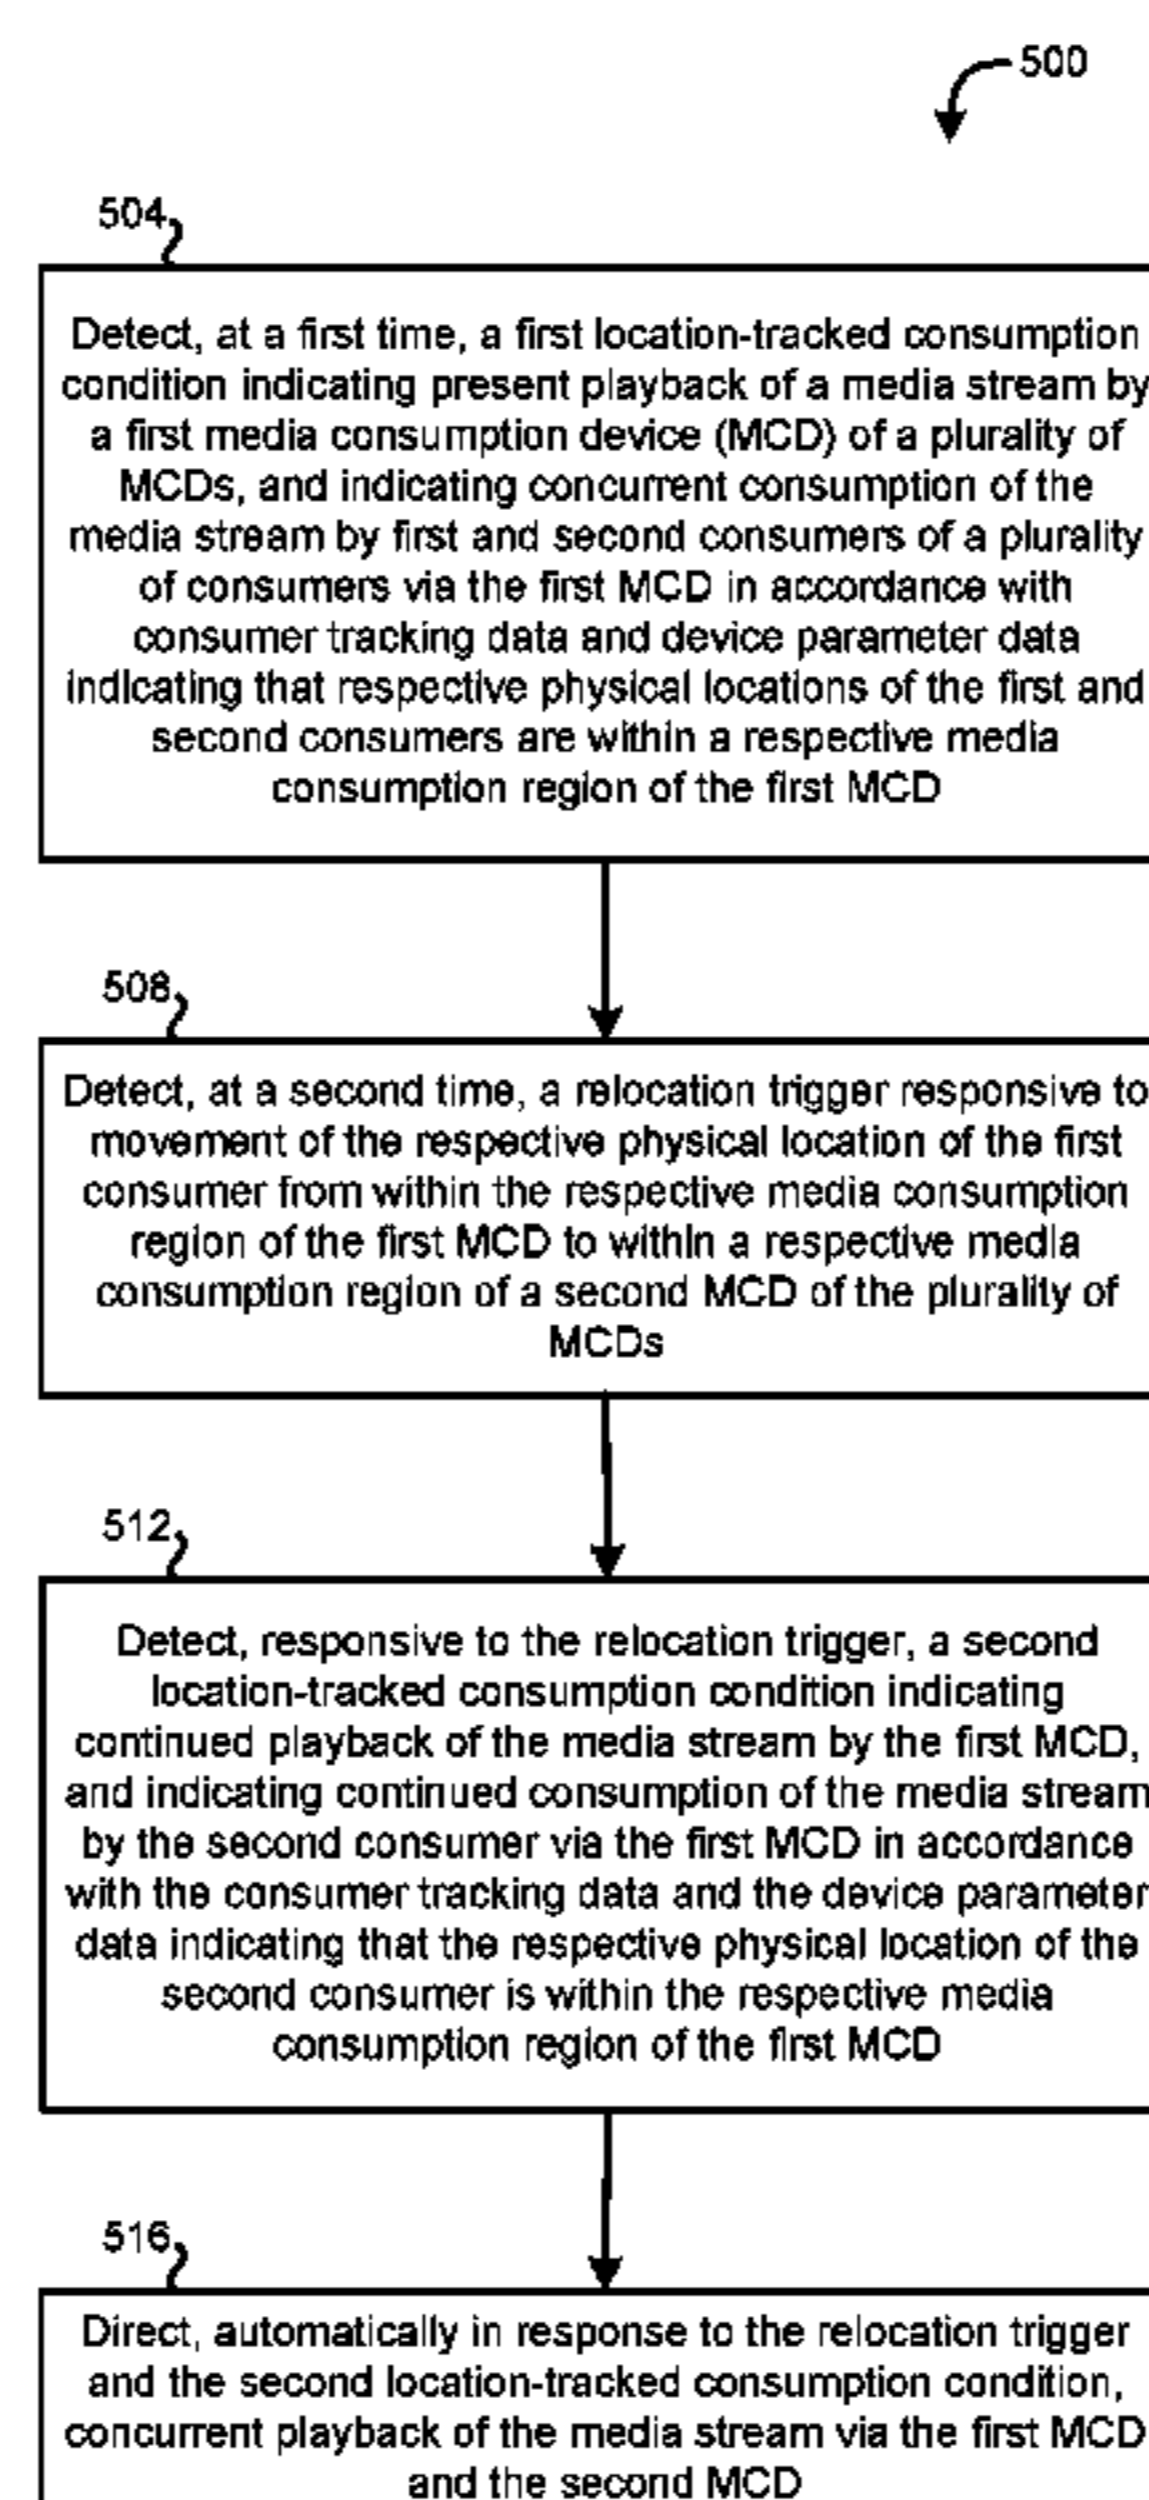 500
504
Detect, at a first time, a first location-tracked consumption
condition indicating present playback of a media stream by
a first media consumption device (MCD) of a plurality of
MCDs, and indicating concurrent consumption of the
media stream by first and second consumers of a plurality
of consumers via the first MCD in accordance with
consumer tracking data and device parameter data
indicating that respective physical locations of the first and
second consumers are within a respective media
consumption region of the first MCD
508
Detect, at a second time, a relocation trigger responsive to
movement of the respective physical location of the first
consumer from within the respective media consumption
region of the first MCD to within a respective media
consumption region of a second MCD of the plurality of
MCDs
512
Detect, responsive to the relocation trigger, a second
location-tracked consumption condition indicating
continued playback of the media stream by the first MCD,
and indicating continued consumption of the media stream
by the second consumer via the first MCD in accordance
with the consumer tracking data and the device parameter
data indicating that the respective physical location of the
second consumer is within the respective media
consumption region of the first MCD
516
Direct, automatically in response to the relocation trigger
and the second location-tracked consumption condition,
concurrent playback of the media stream via the first MCD
and the second MCD